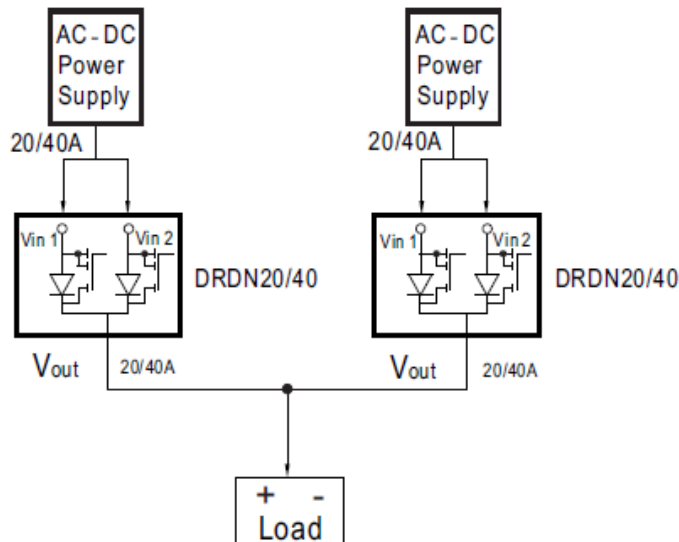 AC - DC
Power
Supply
AC - DC
Power
Supply
20/40A
20/40A
Vin 1
Vin 2
DRDN20/40
Vin 1
Vin 2
DRDN20/40
Vout
20/40A
Vout
20/40A
+ -
Load